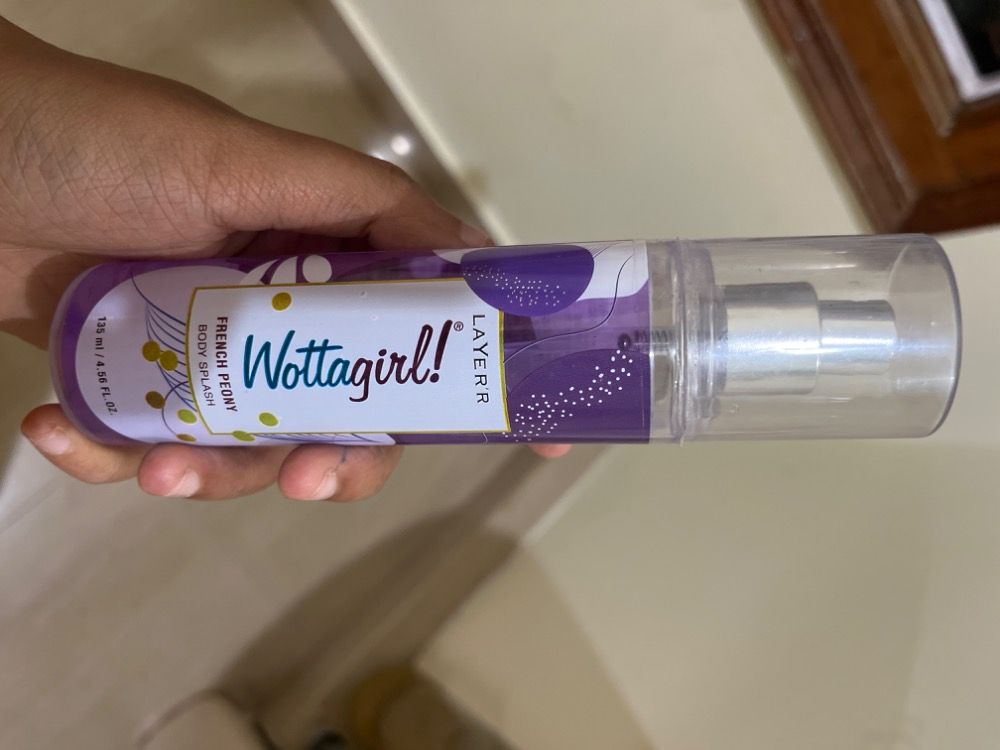 LAYER'R
Wottagirl!®
FRENCH PEONY
BODY SPLASH
135 ml / 4.56 FL. OZ.